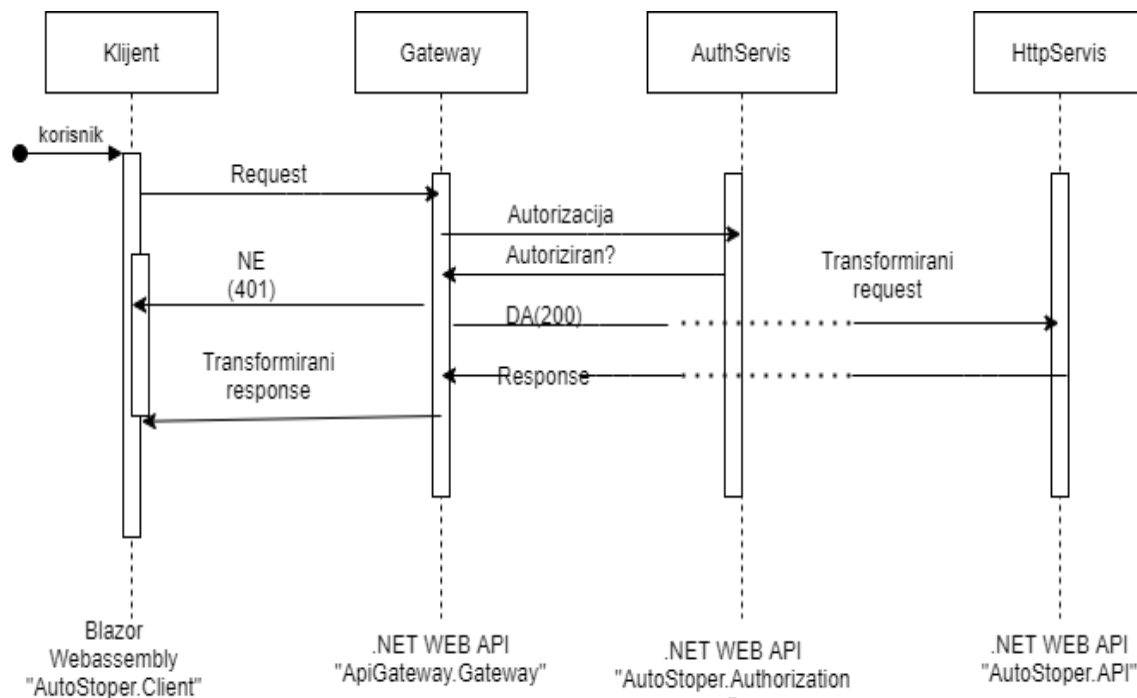 Klijent
Gateway
AuthServis
HttpServis
korisnik
Request
Autorizacija
Autoriziran?
NE
(401)
Transformirani
request
DA(200)
Transformirani
response
Response
Blazor
Webassembly
"AutoStoper.Client"
.NET WEB API
"ApiGateway.Gateway"
.NET WEB API
"AutoStoper.Authorization
"
.NET WEB API
"AutoStoper.API"